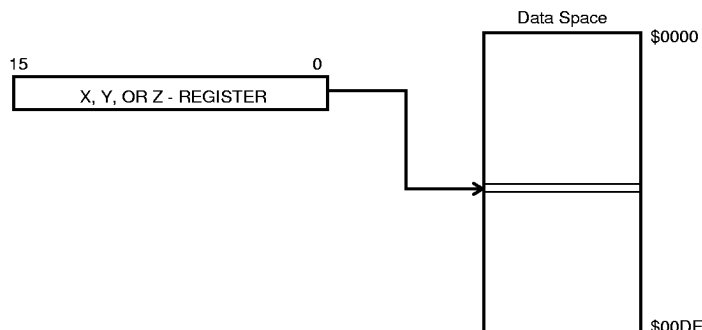 Data Space
$0000
15 0
X, Y, OR Z - REGISTER
$00DF